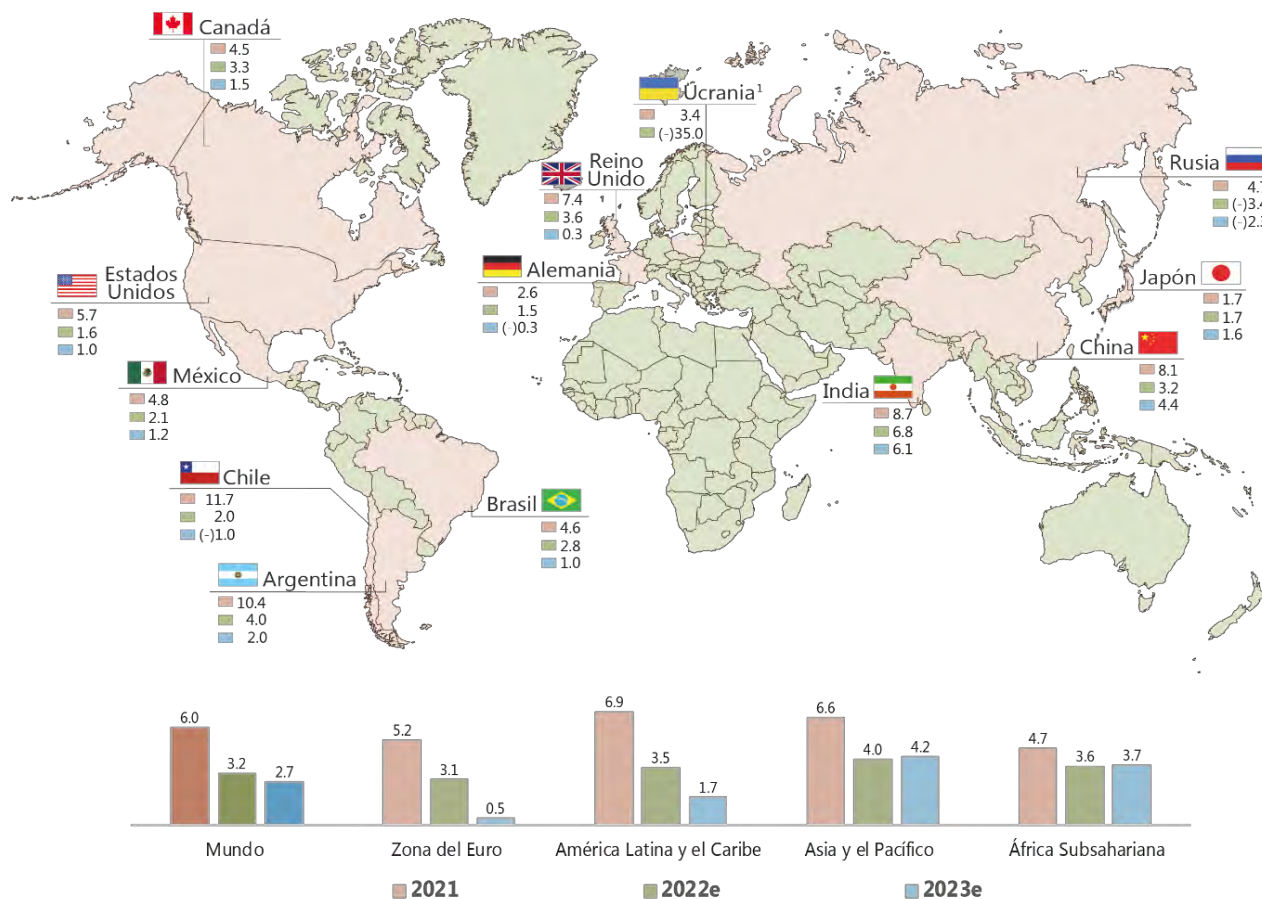 Canadá
4.5
3.3
1.5
Ucrania¹
3.4
(-)35.0
Reino
Unido
7.4
3.6
0.3
Rusia
4.7
(-)3.4
(-)2.3
Alemania
2.6
1.5
(-)0.3
Estados
Unidos
5.7
1.6
1.0
Japón
1.7
1.7
1.6
China
8.1
3.2
4.4
México
4.8
2.1
1.2
India
8.7
6.8
6.1
Chile
11.7
2.0
(-)1.0
Brasil
4.6
2.8
1.0
Argentina
10.4
4.0
2.0
6.0 3.2 2.7 5.2 3.1 0.5 6.9 3.5 1.7 6.6 4.0 4.2 4.7 3.6 3.7
Mundo Zona del Euro América Latina y el Caribe Asia y el Pacífico África Subsahariana
2021 2022e 2023e